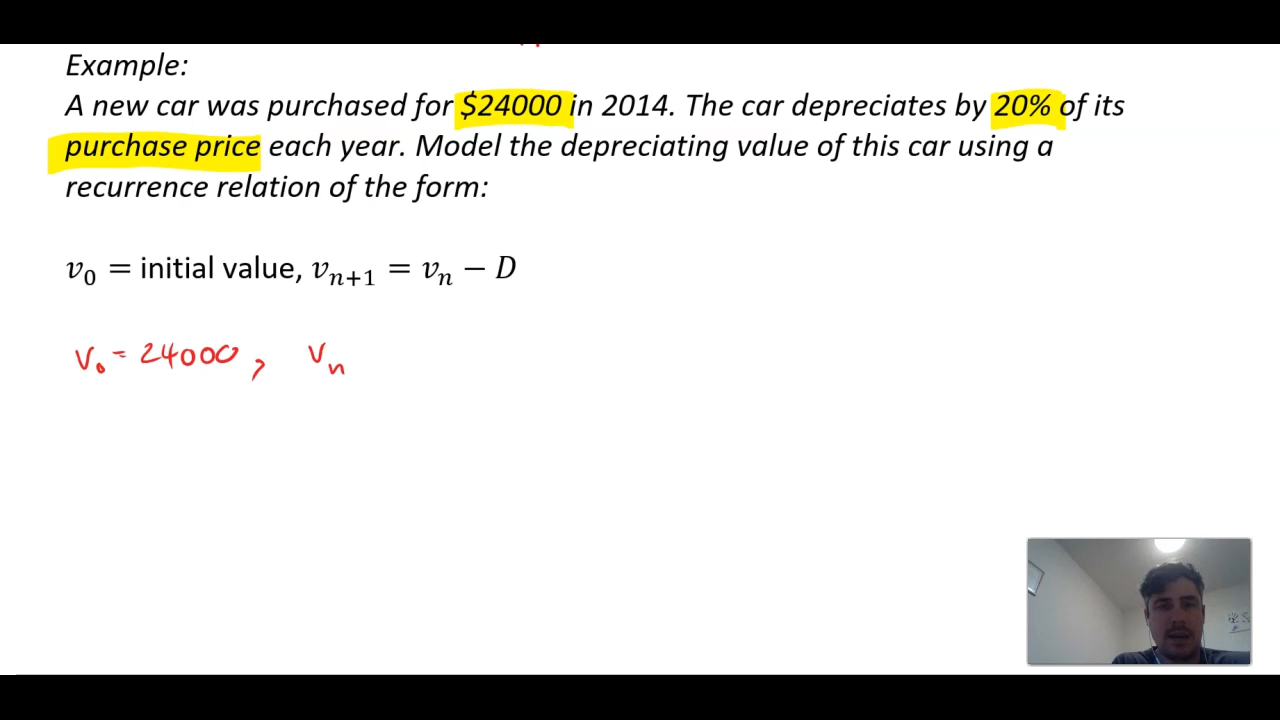 Example:
A new car was purchased for $24000 in 2014. The car depreciates by 20% of its
purchase price each year. Model the depreciating value of this car using a
recurrence relation of the form:
v₀ = initial value, vₙ₊₁ = vₙ − D
V₀ = 24000, Vₙ